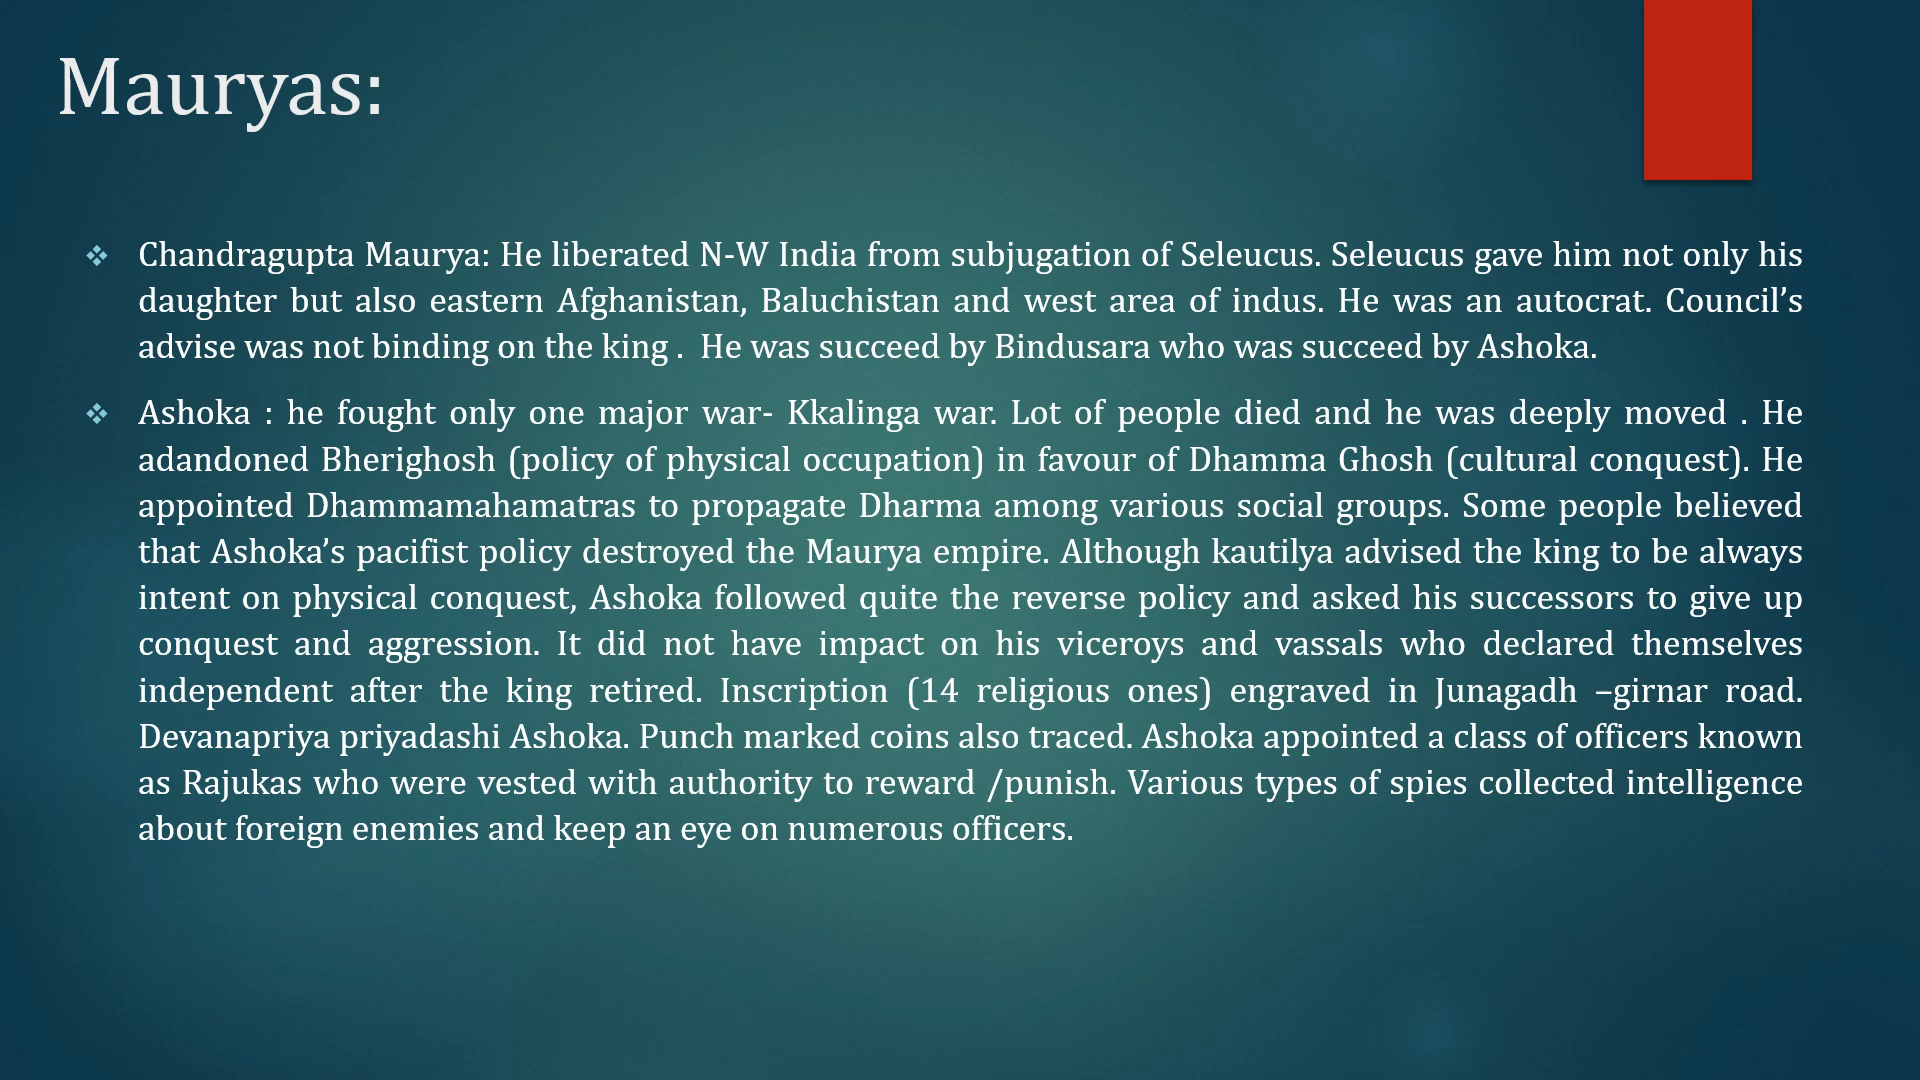 Mauryas:
Chandragupta Maurya: He liberated N-W India from subjugation of Seleucus. Seleucus gave him not only his
daughter but also eastern Afghanistan, Baluchistan and west area of indus. He was an autocrat. Council’s
advise was not binding on the king .  He was succeed by Bindusara who was succeed by Ashoka.
Ashoka : he fought only one major war- Kkalinga war. Lot of people died and he was deeply moved . He
adandoned Bherighosh (policy of physical occupation) in favour of Dhamma Ghosh (cultural conquest). He
appointed Dhammamahamatras to propagate Dharma among various social groups. Some people believed
that Ashoka’s pacifist policy destroyed the Maurya empire. Although kautilya advised the king to be always
intent on physical conquest, Ashoka followed quite the reverse policy and asked his successors to give up
conquest and aggression. It did not have impact on his viceroys and vassals who declared themselves
independent after the king retired. Inscription (14 religious ones) engraved in Junagadh –girnar road.
Devanapriya priyadashi Ashoka. Punch marked coins also traced. Ashoka appointed a class of officers known
as Rajukas who were vested with authority to reward /punish. Various types of spies collected intelligence
about foreign enemies and keep an eye on numerous officers.